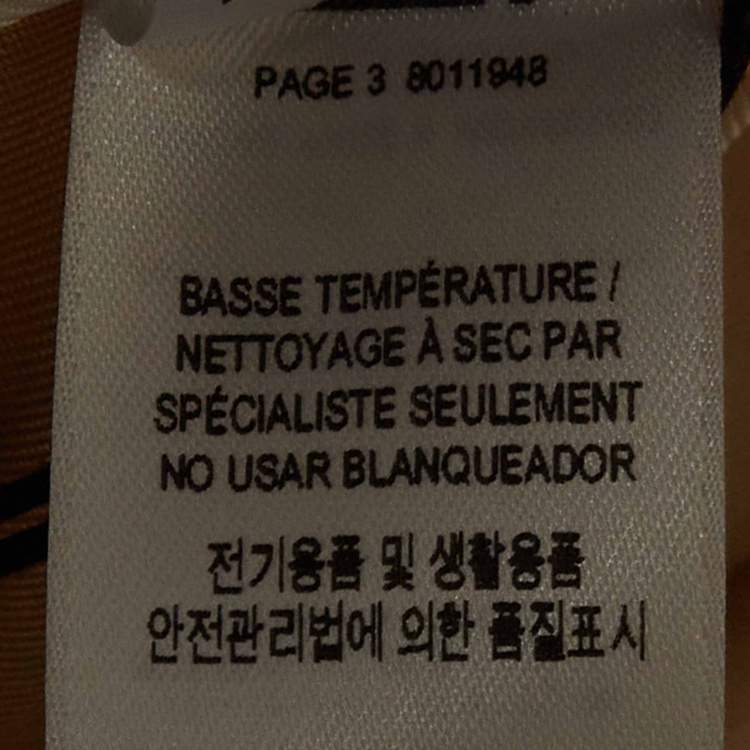 PAGE 3 8011948
BASSE TEMPÉRATURE /
NETTOYAGE À SEC PAR
SPÉCIALISTE SEULEMENT
NO USAR BLANQUEADOR
전기용품 및 생활용품
안전관리법에 의한 품질표시